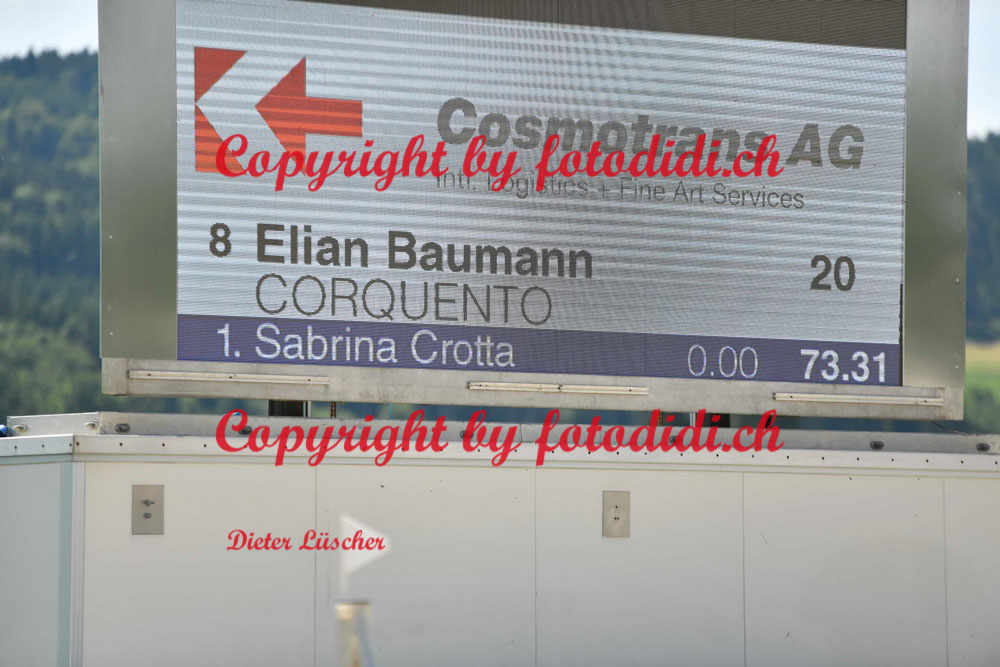 Cosmotrans AG
Copyright by fotodidi.ch
Intl. Logistics + Fine Art Services
8 Elian Baumann 20
CORQUENTO
1. Sabrina Crotta 0.00 73.31
Copyright by fotodidi.ch
Dieter Lüscher